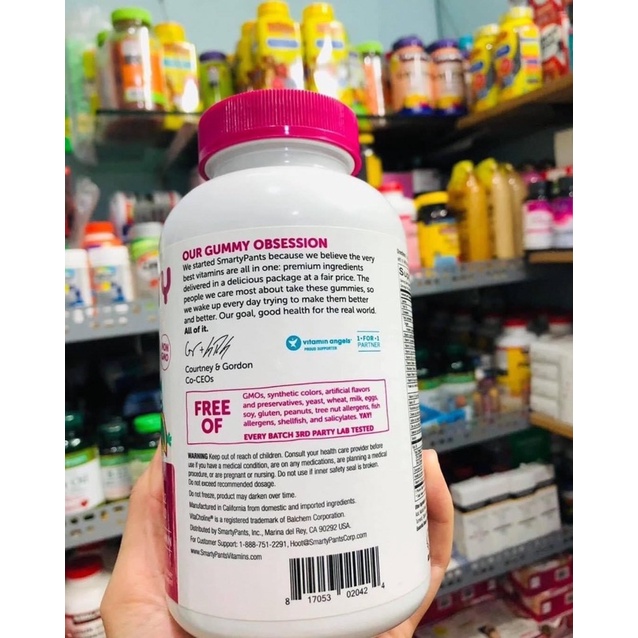 OUR GUMMY OBSESSION
We started SmartyPants because we believe the very
best vitamins are all in one: premium ingredients
delivered in a delicious package at a fair price. The
people we care most about take these gummies, so
we wake up every day trying to make them better
and better. Our goal, good health for the real world.
All of it.
vitamin angels®
PROUD SUPPORTER
1-FOR-1
PARTNER
Courtney & Gordon
Co-CEOs
NON
GMO
FREE
OF
GMOs, synthetic colors, artificial flavors
and preservatives, yeast, wheat, milk, eggs,
soy, gluten, peanuts, tree nut allergens, fish
allergens, shellfish, and salicylates. YAY!
EVERY BATCH 3RD PARTY LAB TESTED
WARNING Keep out of reach of children. Consult your health care provider before
use if you have a medical condition, are on any medications, are planning a medical
procedure, or are pregnant or nursing. Do not use if inner safety seal is broken.
Do not exceed recommended dosage.
Do not freeze, product may darken over time.
Manufactured in California from domestic and imported ingredients.
VitaCholine® is a registered trademark of Balchem Corporation.
Distributed by SmartyPants, Inc., Marina del Rey, CA 90292 USA.
For Customer Support: 1-888-751-2291, Hoot@SmartyPantsCorp.com
www.SmartyPantsVitamins.com
8 17053 02042 4